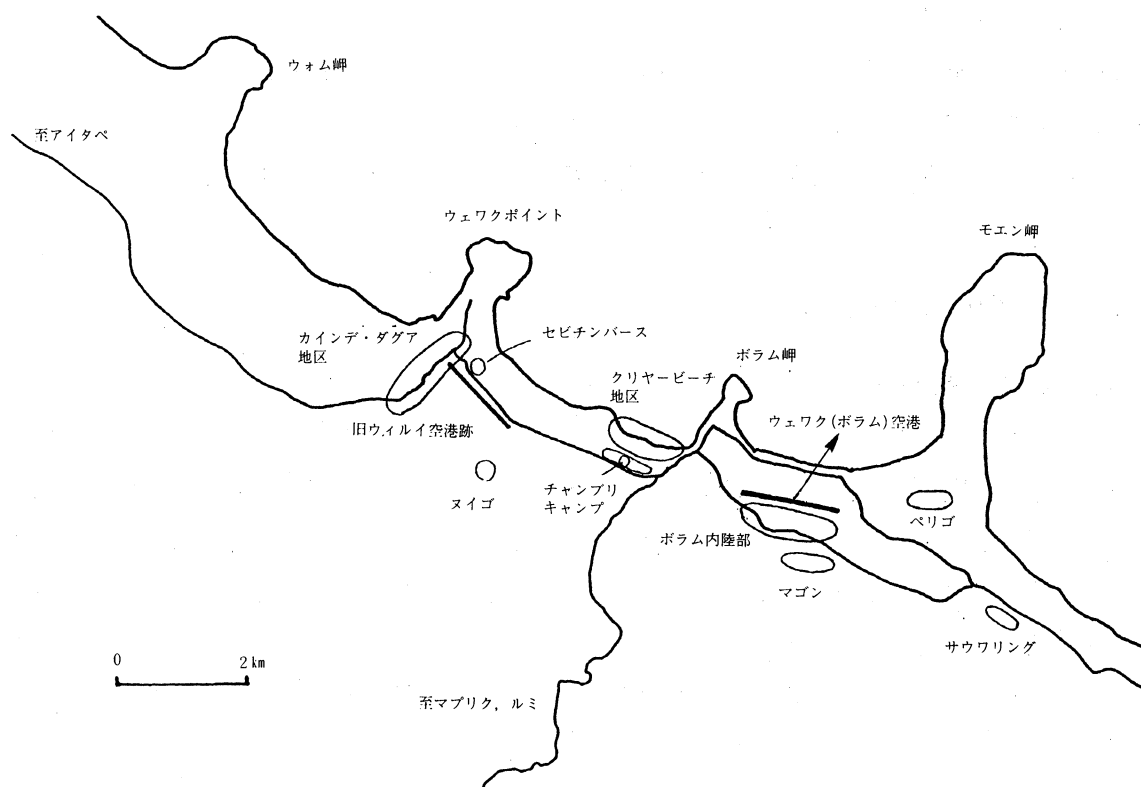 ウォム岬
至アイタペ
ウェワクポイント
モエン岬
カインデ・ダグア
地区
セビチンバース
ボラム岬
クリヤービーチ
地区
ウェワク(ボラム)空港
旧ウィルイ空港跡
ヌイゴ
チャンブリ
キャンプ
ペリゴ
ボラム内陸部
マゴン
サウワリング
0 2km
至マプリク, ルミ